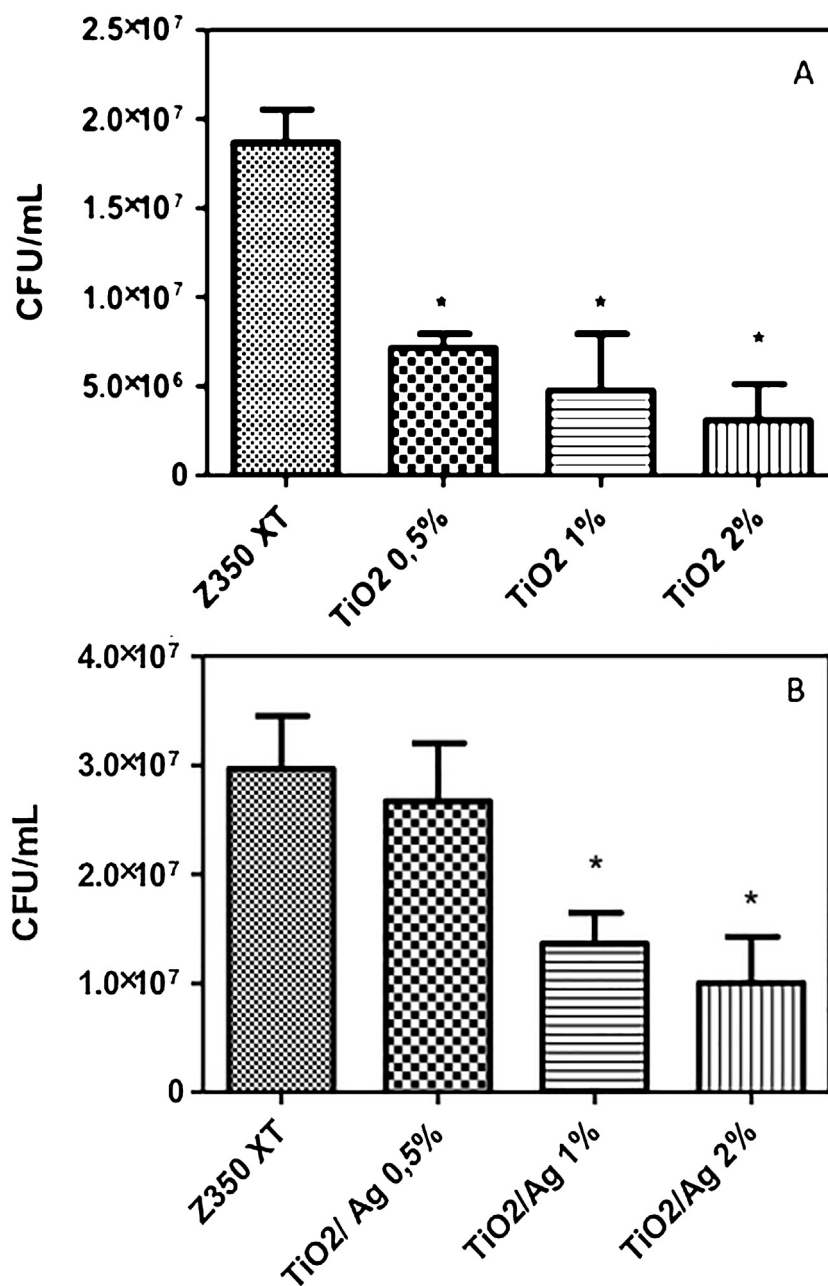 2.5×10⁷
A
2.0×10⁷
1.5×10⁷
1.0×10⁷
5.0×10⁶
0
CFU/mL
*
*
*
Z350 XT
TiO2 0,5%
TiO2 1%
TiO2 2%
4.0×10⁷
B
3.0×10⁷
2.0×10⁷
1.0×10⁷
0
CFU/mL
*
*
Z350 XT
TiO2/ Ag 0,5%
TiO2/Ag 1%
TiO2/Ag 2%